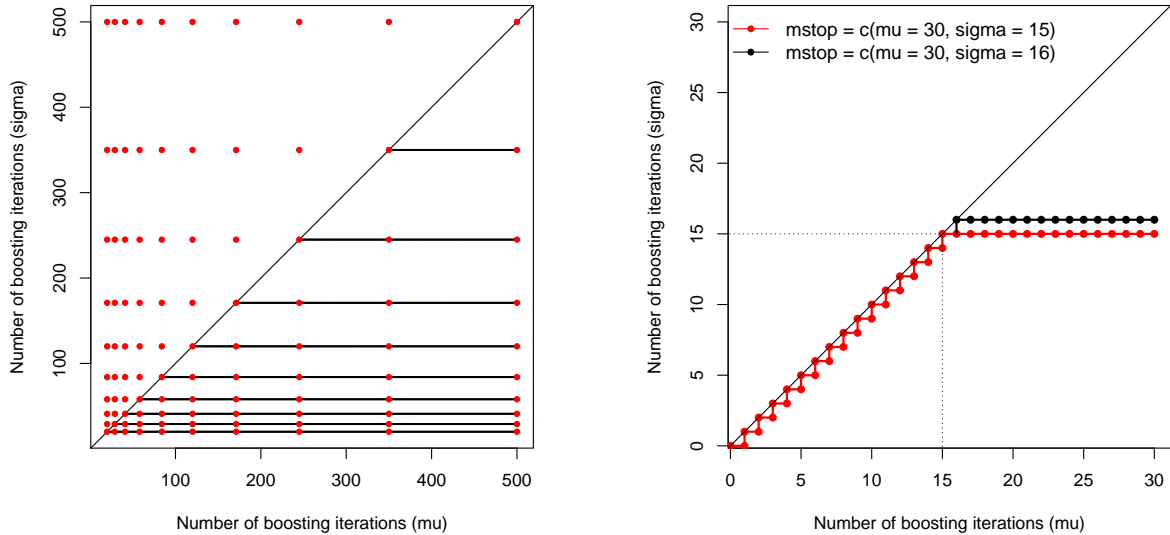 500
400
300
200
100
Number of boosting iterations (sigma)
100 200 300 400 500
Number of boosting iterations (mu)
mstop = c(mu = 30, sigma = 15)
mstop = c(mu = 30, sigma = 16)
30
25
20
15
10
5
0
Number of boosting iterations (sigma)
0 5 10 15 20 25 30
Number of boosting iterations (mu)